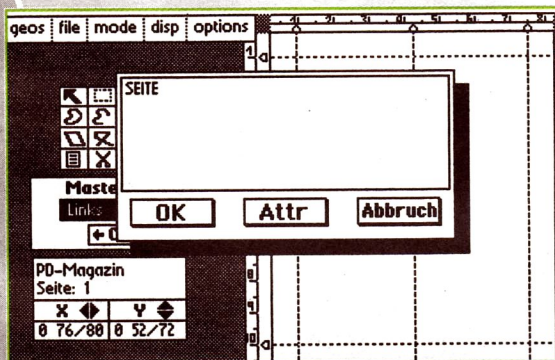 geos file mode disp options
SEITE
OK Attr Abbruch
Maste
Links
PD-Magazin
Seite: 1
X Y
0 76/80 0 52/72